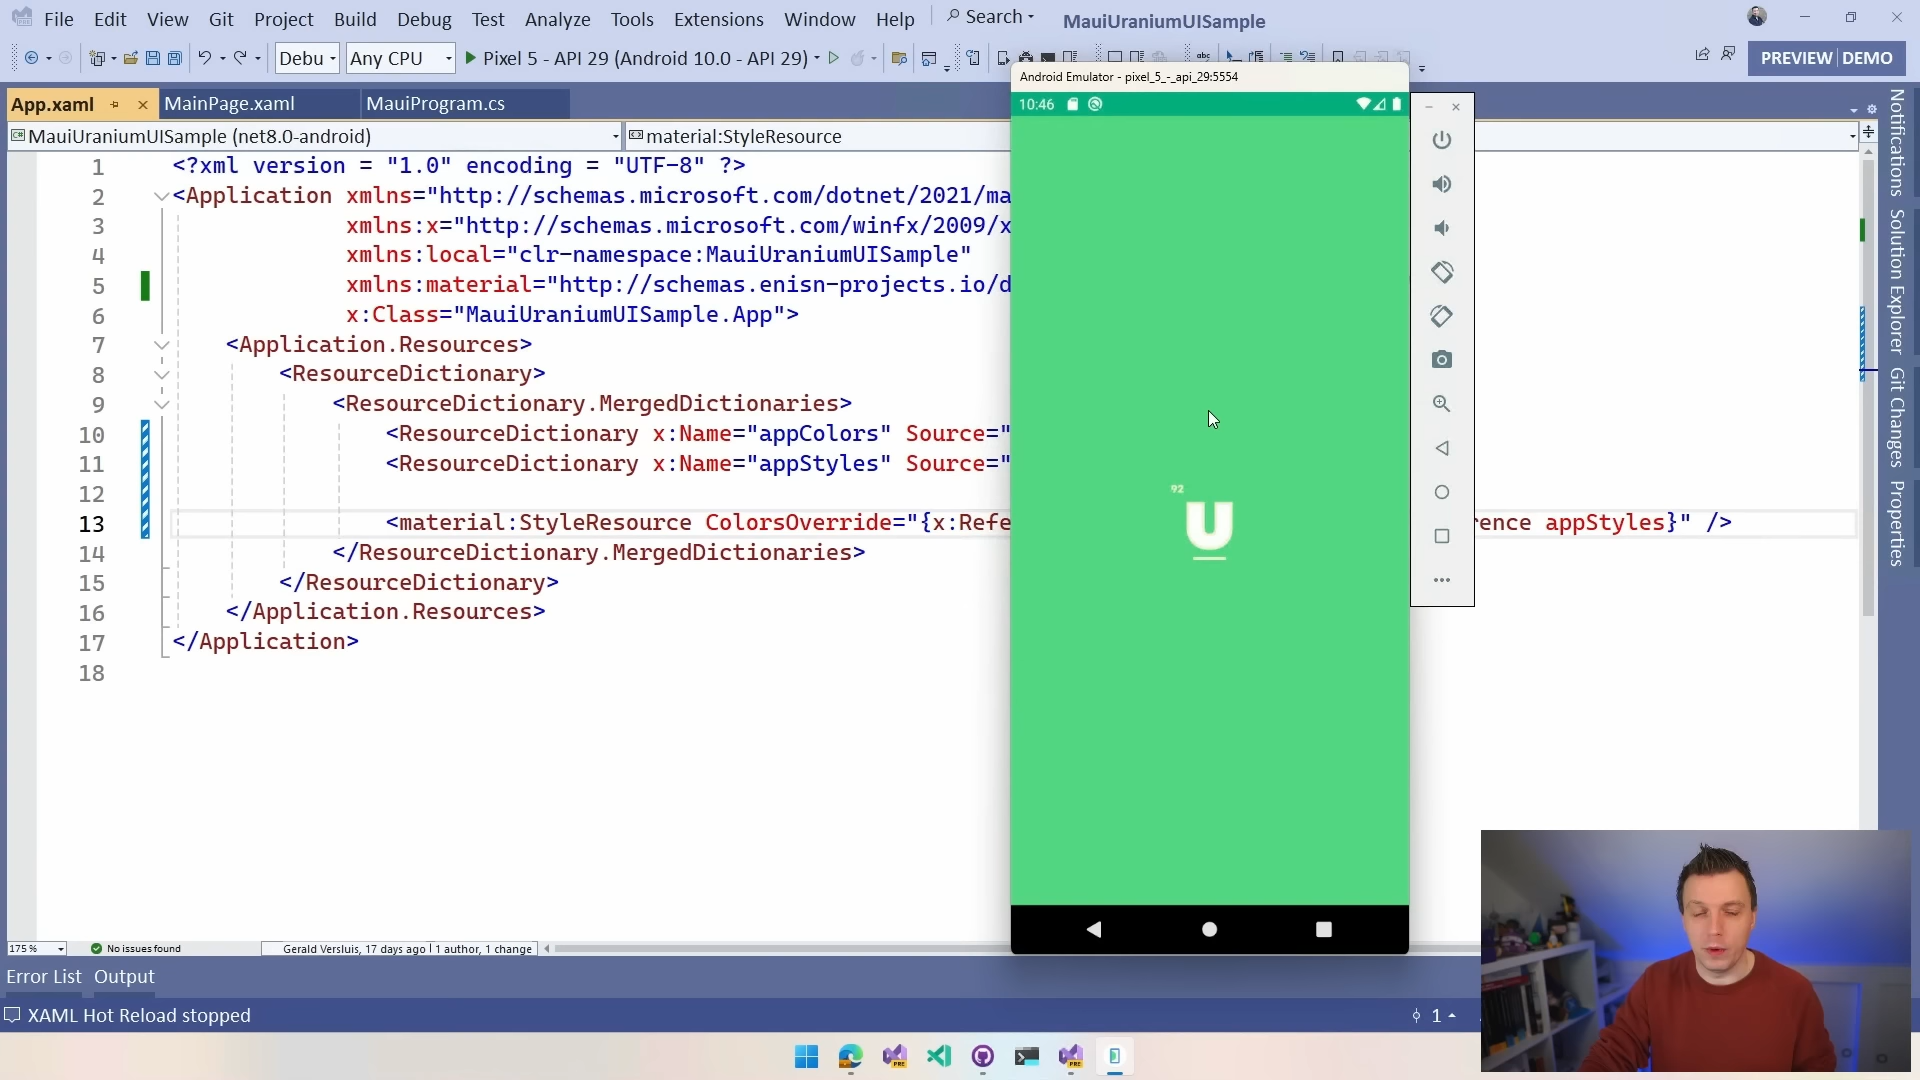 File Edit View Git Project Build Debug Test Analyze Tools Extensions Window Help Search MauiUraniumUISample
Debu Any CPU Pixel 5 - API 29 (Android 10.0 - API 29) PREVIEW DEMO
Android Emulator - pixel_5_-_api_29:5554
App.xaml MainPage.xaml MauiProgram.cs
10:46
MauiUraniumUISample (net8.0-android) material:StyleResource
1 <?xml version = "1.0" encoding = "UTF-8" ?>
2 <Application xmlns="http://schemas.microsoft.com/dotnet/2021/ma
3 xmlns:x="http://schemas.microsoft.com/winfx/2009/x
4 xmlns:local="clr-namespace:MauiUraniumUISample"
5 xmlns:material="http://schemas.enisn-projects.io/d
6 x:Class="MauiUraniumUISample.App">
7 <Application.Resources>
8 <ResourceDictionary>
9 <ResourceDictionary.MergedDictionaries>
10 <ResourceDictionary x:Name="appColors" Source="
11 <ResourceDictionary x:Name="appStyles" Source="
12
13 <material:StyleResource ColorsOverride="{x:Refe rence appStyles}" />
14 </ResourceDictionary.MergedDictionaries>
15 </ResourceDictionary>
16 </Application.Resources>
17 </Application>
18
92
U
Notifications
Solution Explorer
Git Changes
Properties
175 % No issues found Gerald Versluis, 17 days ago | 1 author, 1 change
Error List Output
XAML Hot Reload stopped 1